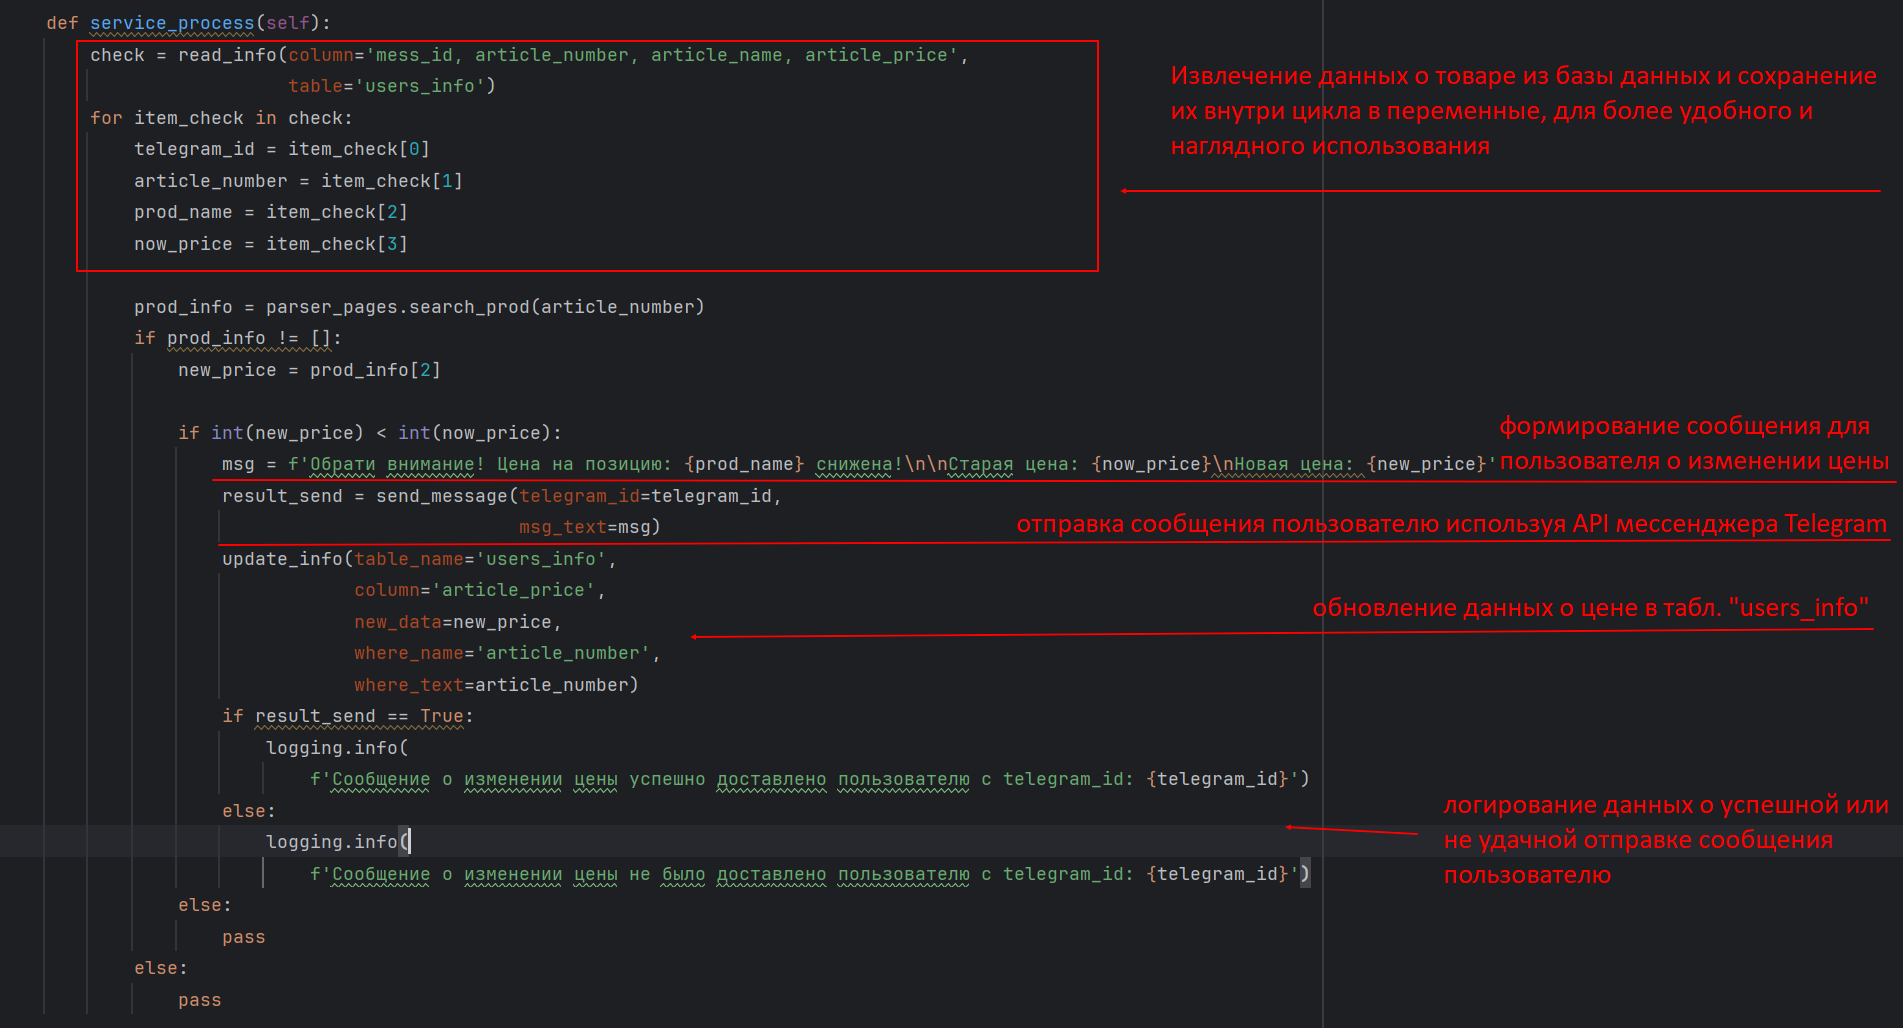 def service_process(self):
check = read_info(column='mess_id, article_number, article_name, article_price',
table='users_info')
for item_check in check:
telegram_id = item_check[0]
article_number = item_check[1]
prod_name = item_check[2]
now_price = item_check[3]
Извлечение данных о товаре из базы данных и сохранение
их внутри цикла в переменные, для более удобного и
наглядного использования
prod_info = parser_pages.search_prod(article_number)
if prod_info != []:
new_price = prod_info[2]
if int(new_price) < int(now_price):
msg = f'Обрати внимание! Цена на позицию: {prod_name} снижена!\n\nСтарая цена: {now_price}\nНовая цена: {new_price}'
формирование сообщения для
пользователя о изменении цены
result_send = send_message(telegram_id=telegram_id,
msg_text=msg)
отправка сообщения пользователю используя API мессенджера Telegram
update_info(table_name='users_info',
column='article_price',
new_data=new_price,
where_name='article_number',
where_text=article_number)
обновление данных о цене в табл. "users_info"
if result_send == True:
logging.info(
f'Сообщение о изменении цены успешно доставлено пользователю с telegram_id: {telegram_id}')
else:
logging.info(
f'Сообщение о изменении цены не было доставлено пользователю с telegram_id: {telegram_id}')
логирование данных о успешной или
не удачной отправке сообщения
пользователю
else:
pass
else:
pass